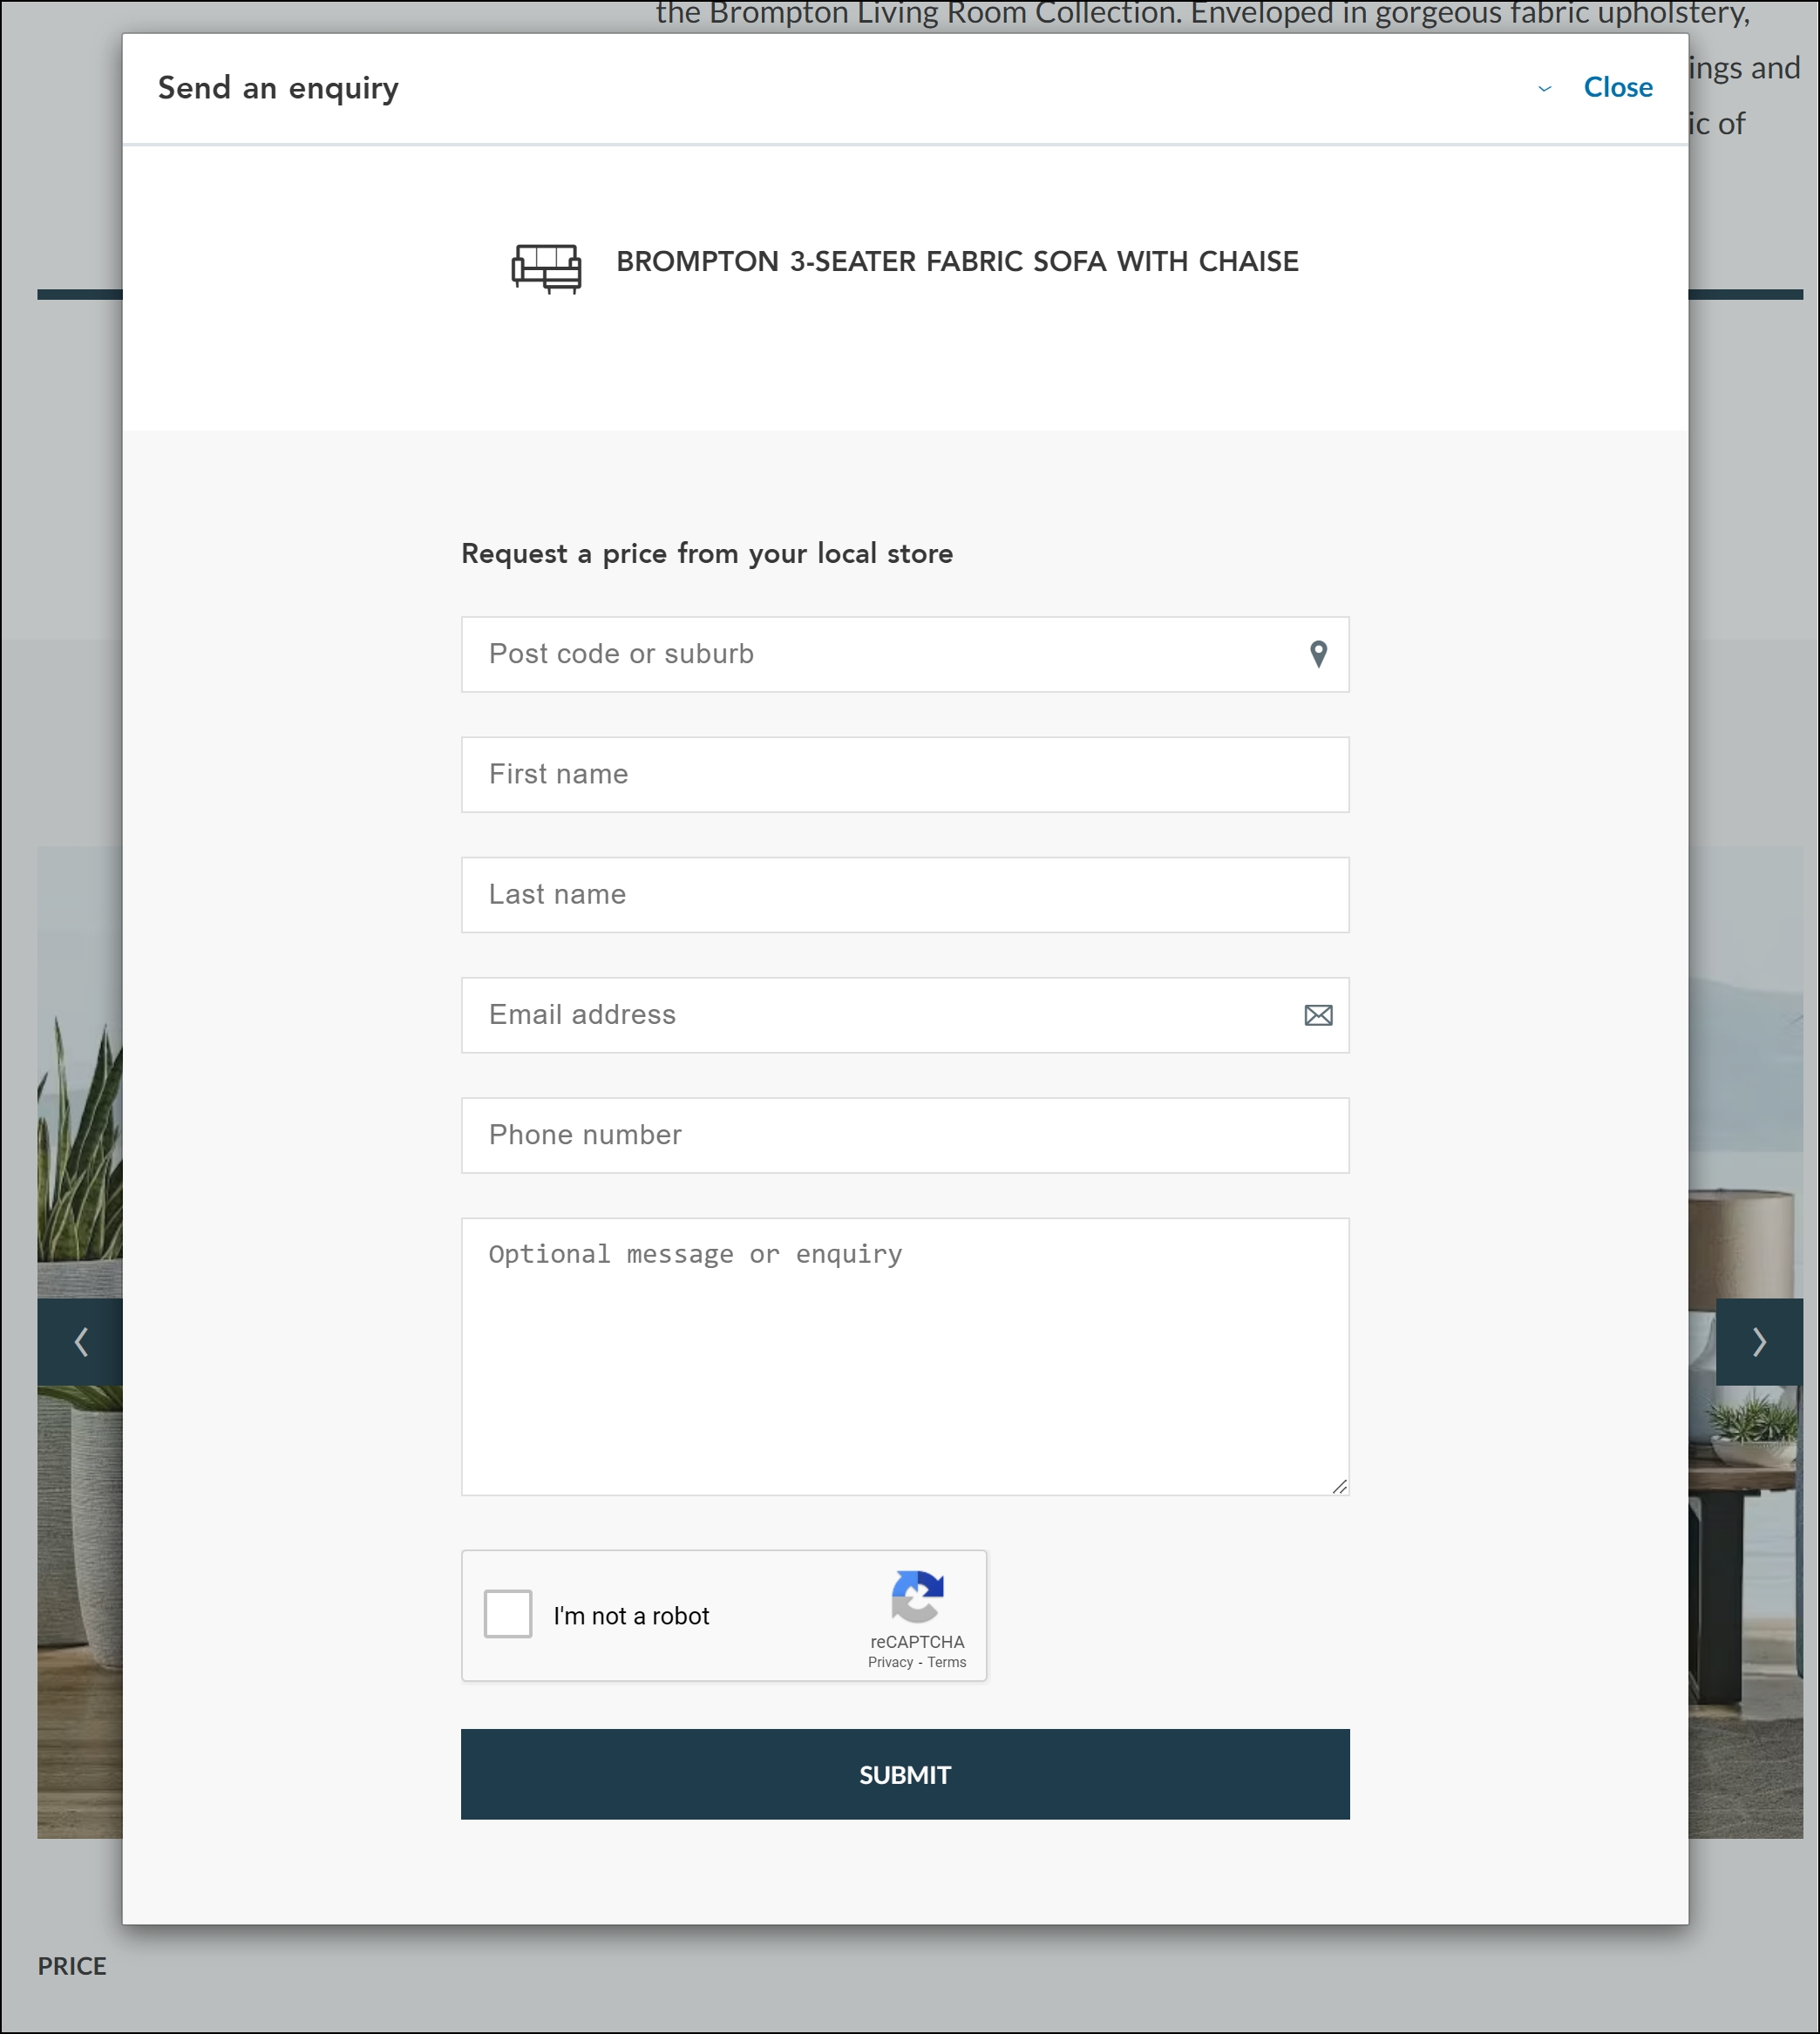 the Brompton Living Room Collection. Enveloped in gorgeous fabric upholstery,
ings and
ic of
Send an enquiry
Close
BROMPTON 3-SEATER FABRIC SOFA WITH CHAISE
Request a price from your local store
Post code or suburb
First name
Last name
Email address
Phone number
Optional message or enquiry
I'm not a robot
reCAPTCHA
Privacy - Terms
SUBMIT
PRICE